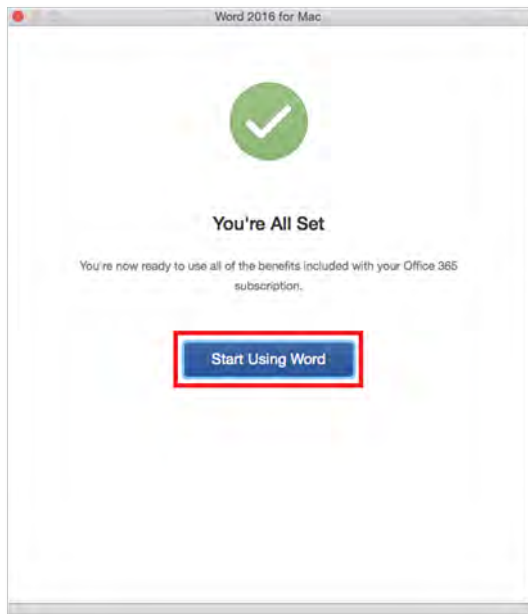 Word 2016 for Mac
You're All Set
You're now ready to use all of the benefits included with your Office 365
subscription.
Start Using Word